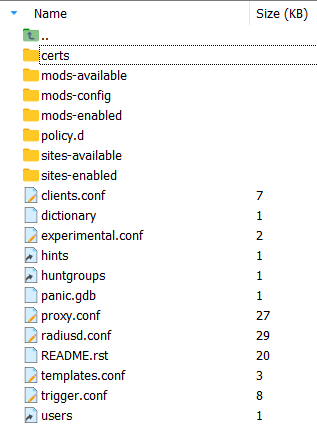 Name Size (KB)
..
certs
mods-available
mods-config
mods-enabled
policy.d
sites-available
sites-enabled
clients.conf 7
dictionary 1
experimental.conf 2
hints 1
huntgroups 1
panic.gdb 1
proxy.conf 27
radiusd.conf 29
README.rst 20
templates.conf 3
trigger.conf 8
users 1